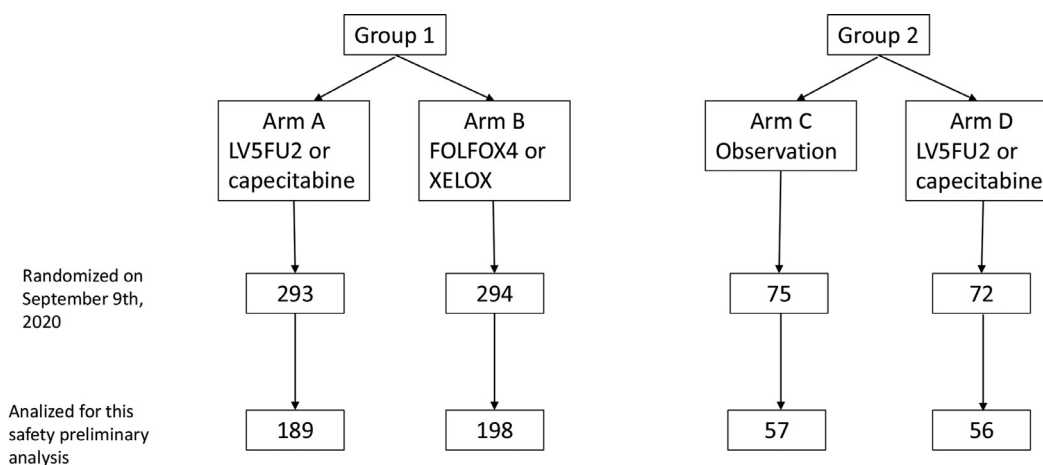 Group 1
Group 2
Arm A
LV5FU2 or
capecitabine
Arm B
FOLFOX4 or
XELOX
Arm C
Observation
Arm D
LV5FU2 or
capecitabine
Randomized on
September 9th,
2020
293
294
75
72
Analized for this
safety preliminary
analysis
189
198
57
56